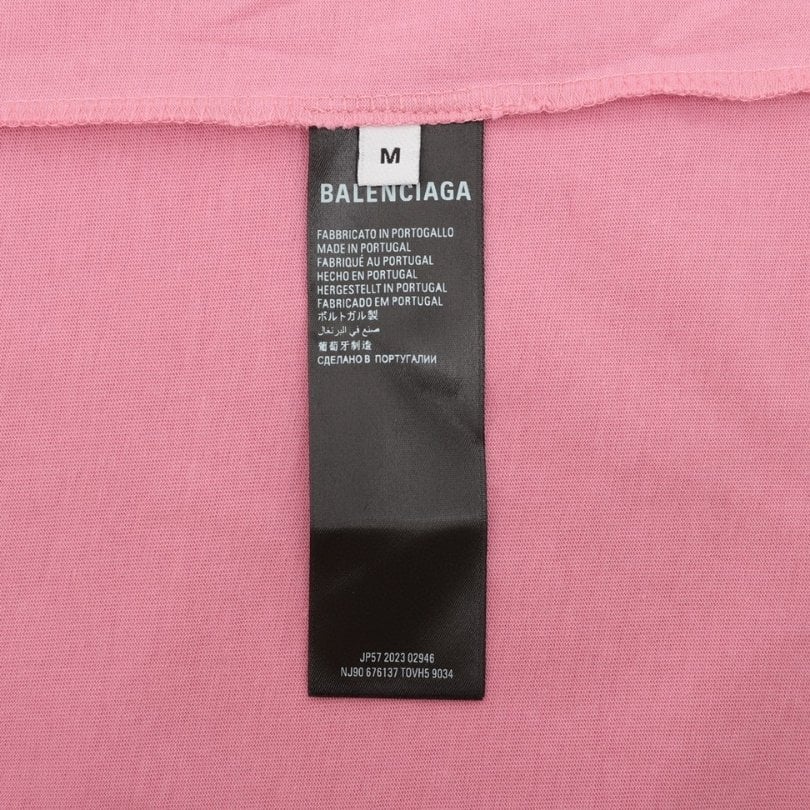 M
BALENCIAGA
FABBRICATO IN PORTOGALLO
MADE IN PORTUGAL
FABRIQUÉ AU PORTUGAL
HECHO EN PORTUGAL
HERGESTELLT IN PORTUGAL
FABRICADO EM PORTUGAL
ポルトガル製
صنع في البرتغال
葡萄牙制造
СДЕЛАНО В ПОРТУГАЛИИ
JP57 2023 02946
NJ90 676137 TOVH5 9034